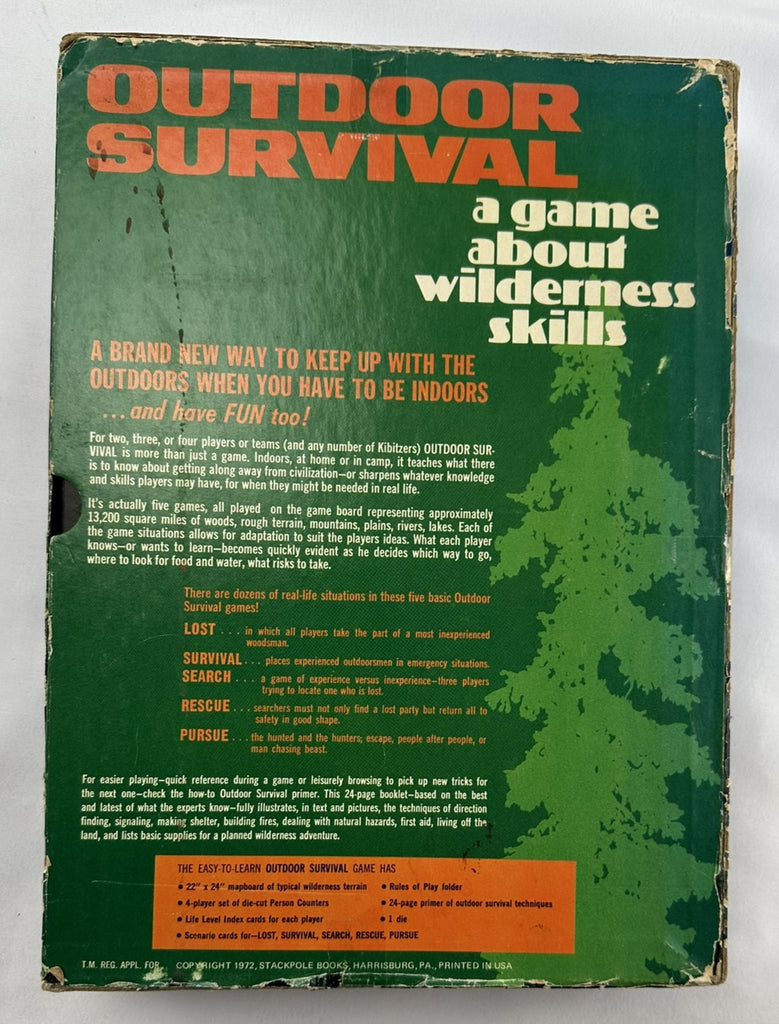 OUTDOOR
SURVIVAL
a game
about
wilderness
skills
A BRAND NEW WAY TO KEEP UP WITH THE
OUTDOORS WHEN YOU HAVE TO BE INDOORS
...and have FUN too!
For two, three, or four players or teams (and any number of Kibitzers) OUTDOOR SUR-
VIVAL is more than just a game. Indoors, at home or in camp, it teaches what there
is to know about getting along away from civilization—or sharpens whatever knowledge
and skills players may have, for when they might be needed in real life.
It's actually five games, all played on the game board representing approximately
13,200 square miles of woods, rough terrain, mountains, plains, rivers, lakes. Each of
the game situations allows for adaptation to suit the players ideas. What each player
knows—or wants to learn—becomes quickly evident as he decides which way to go,
where to look for food and water, what risks to take.
There are dozens of real-life situations in these five basic Outdoor
Survival games!
LOST . . . in which all players take the part of a most inexperienced
woodsman.
SURVIVAL . . . places experienced outdoorsmen in emergency situations.
SEARCH . . . a game of experience versus inexperience—three players
trying to locate one who is lost.
RESCUE . . . searchers must not only find a lost party but return all to
safety in good shape.
PURSUE . . . the hunted and the hunters; escape, people after people, or
man chasing beast.
For easier playing—quick reference during a game or leisurely browsing to pick up new tricks for
the next one—check the how-to Outdoor Survival primer. This 24-page booklet—based on the best
and latest of what the experts know—fully illustrates, in text and pictures, the techniques of direction
finding, signaling, making shelter, building fires, dealing with natural hazards, first aid, living off the
land, and lists basic supplies for a planned wilderness adventure.
THE EASY-TO-LEARN OUTDOOR SURVIVAL GAME HAS
• 22" x 24" mapboard of typical wilderness terrain • Rules of Play folder
• 4-player set of die-cut Person Counters • 24-page primer of outdoor survival techniques
• Life Level Index cards for each player • 1 die
• Scenario cards for—LOST, SURVIVAL, SEARCH, RESCUE, PURSUE
T.M. REG. APPL. FOR COPYRIGHT 1972, STACKPOLE BOOKS, HARRISBURG, PA., PRINTED IN USA